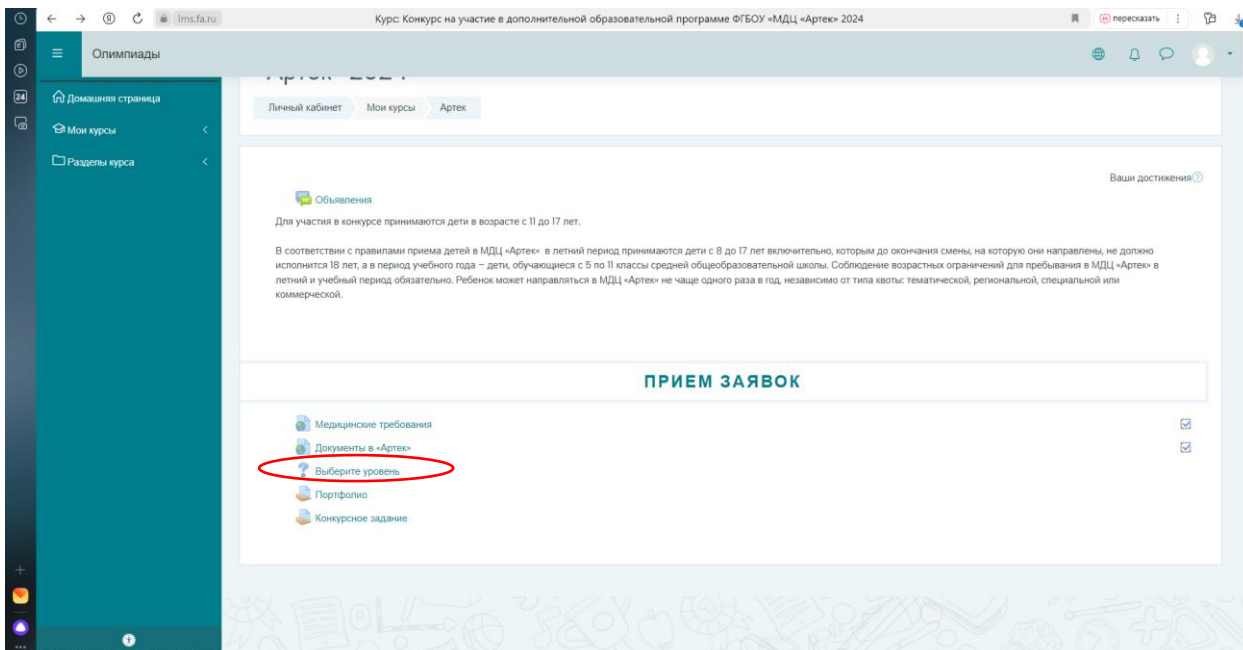 lms.fa.ru
Курс: Конкурс на участие в дополнительной образовательной программе ФГБОУ «МДЦ «Артек» 2024
пересказать
Олимпиады
24
Домашняя страница
Мои курсы
Разделы курса
Личный кабинет
Мои курсы
Артек
Ваши достижения
Объявления
Для участия в конкурсе принимаются дети в возрасте с 11 до 17 лет.
В соответствии с правилами приема детей в МДЦ «Артек» в летний период принимаются дети с 8 до 17 лет включительно, которым до окончания смены, на которую они направлены, не должно
исполнится 18 лет, а в период учебного года – дети, обучающиеся с 5 по 11 классы средней общеобразовательной школы. Соблюдение возрастных ограничений для пребывания в МДЦ «Артек» в
летний и учебный период обязательно. Ребенок может направляться в МДЦ «Артек» не чаще одного раза в год, независимо от типа квоты: тематической, региональной, специальной или
коммерческой.
ПРИЕМ ЗАЯВОК
Медицинские требования
Документы в «Артек»
Выберите уровень
Портфолио
Конкурсное задание